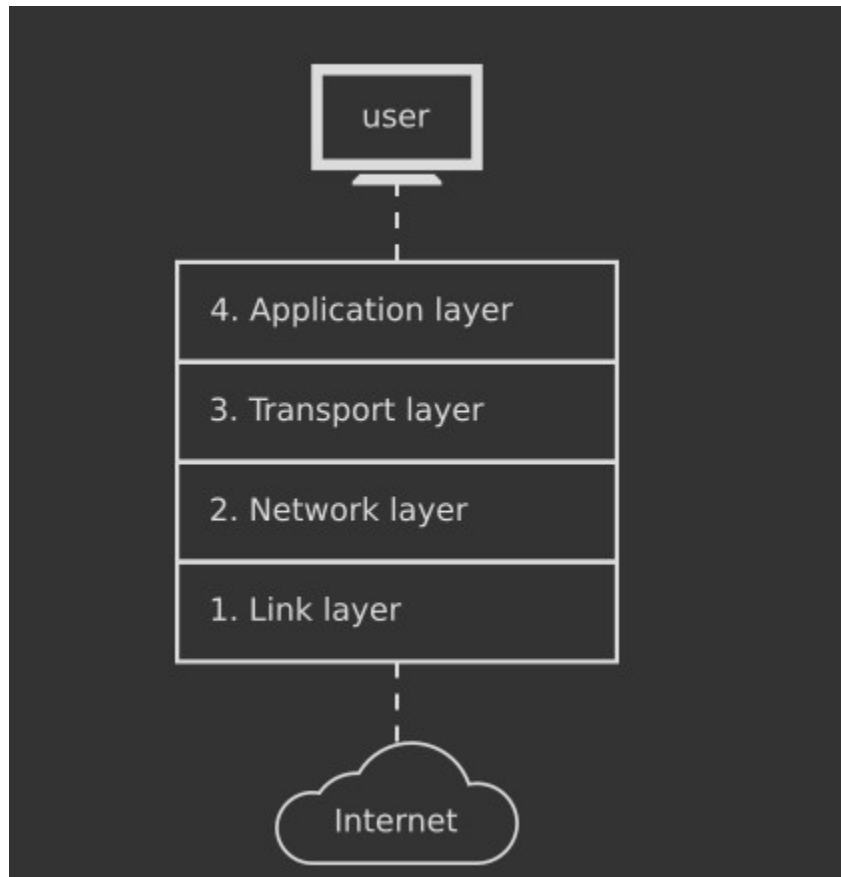 user
4. Application layer
3. Transport layer
2. Network layer
1. Link layer
Internet